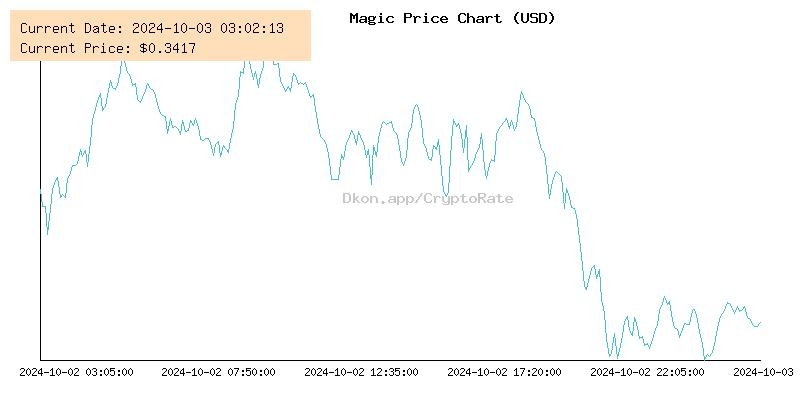 Magic Price Chart (USD)
Current Date: 2024-10-03 03:02:13
Current Price: $0.3417
Dkon.app/CryptoRate
2024-10-02 03:05:00
2024-10-02 07:50:00
2024-10-02 12:35:00
2024-10-02 17:20:00
2024-10-02 22:05:00
2024-10-03